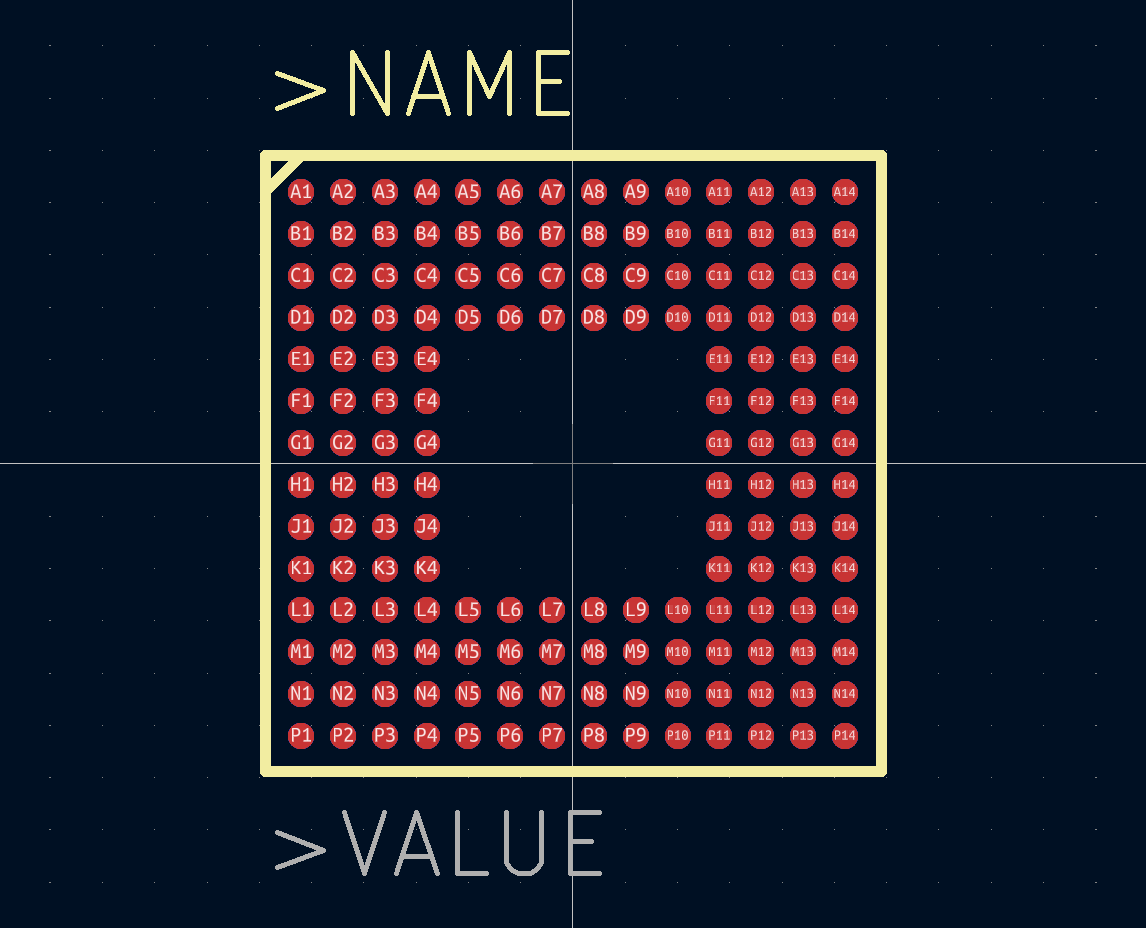 >NAME
A1 A2 A3 A4 A5 A6 A7 A8 A9 A10 A11 A12 A13 A14
B1 B2 B3 B4 B5 B6 B7 B8 B9 B10 B11 B12 B13 B14
C1 C2 C3 C4 C5 C6 C7 C8 C9 C10 C11 C12 C13 C14
D1 D2 D3 D4 D5 D6 D7 D8 D9 D10 D11 D12 D13 D14
E1 E2 E3 E4 E11 E12 E13 E14
F1 F2 F3 F4 F11 F12 F13 F14
G1 G2 G3 G4 G11 G12 G13 G14
H1 H2 H3 H4 H11 H12 H13 H14
J1 J2 J3 J4 J11 J12 J13 J14
K1 K2 K3 K4 K11 K12 K13 K14
L1 L2 L3 L4 L5 L6 L7 L8 L9 L10 L11 L12 L13 L14
M1 M2 M3 M4 M5 M6 M7 M8 M9 M10 M11 M12 M13 M14
N1 N2 N3 N4 N5 N6 N7 N8 N9 N10 N11 N12 N13 N14
P1 P2 P3 P4 P5 P6 P7 P8 P9 P10 P11 P12 P13 P14
>VALUE